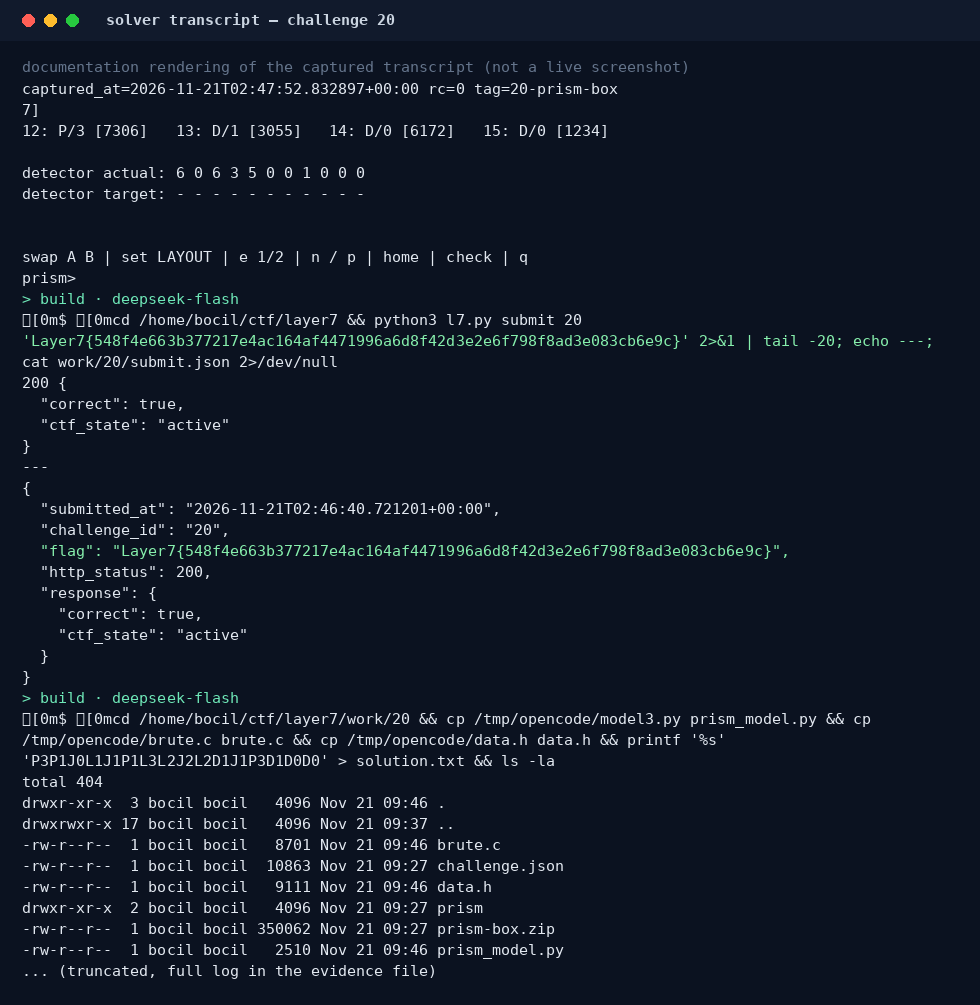 solver transcript — challenge 20
documentation rendering of the captured transcript (not a live screenshot)
captured_at=2026-11-21T02:47:52.832897+00:00 rc=0 tag=20-prism-box
7]
12: P/3 [7306]   13: D/1 [3055]   14: D/0 [6172]   15: D/0 [1234]
detector actual: 6 0 6 3 5 0 0 1 0 0 0
detector target: - - - - - - - - - - -
swap A B | set LAYOUT | e 1/2 | n / p | home | check | q
prism>
> build · deepseek-flash
▯[0m$ ▯[0mcd /home/bocil/ctf/layer7 && python3 l7.py submit 20
'Layer7{548f4e663b377217e4ac164af4471996a6d8f42d3e2e6f798f8ad3e083cb6e9c}' 2>&1 | tail -20; echo ---;
cat work/20/submit.json 2>/dev/null
200 {
  "correct": true,
  "ctf_state": "active"
}
---
{
  "submitted_at": "2026-11-21T02:46:40.721201+00:00",
  "challenge_id": "20",
  "flag": "Layer7{548f4e663b377217e4ac164af4471996a6d8f42d3e2e6f798f8ad3e083cb6e9c}",
  "http_status": 200,
  "response": {
    "correct": true,
    "ctf_state": "active"
  }
}
> build · deepseek-flash
▯[0m$ ▯[0mcd /home/bocil/ctf/layer7/work/20 && cp /tmp/opencode/model3.py prism_model.py && cp
/tmp/opencode/brute.c brute.c && cp /tmp/opencode/data.h data.h && printf '%s'
'P3P1J0L1J1P1L3L2J2L2D1J1P3D1D0D0' > solution.txt && ls -la
total 404
drwxr-xr-x  3 bocil bocil   4096 Nov 21 09:46 .
drwxrwxr-x 17 bocil bocil   4096 Nov 21 09:37 ..
-rw-r--r--  1 bocil bocil   8701 Nov 21 09:46 brute.c
-rw-r--r--  1 bocil bocil  10863 Nov 21 09:27 challenge.json
-rw-r--r--  1 bocil bocil   9111 Nov 21 09:46 data.h
drwxr-xr-x  2 bocil bocil   4096 Nov 21 09:27 prism
-rw-r--r--  1 bocil bocil 350062 Nov 21 09:27 prism-box.zip
-rw-r--r--  1 bocil bocil   2510 Nov 21 09:46 prism_model.py
... (truncated, full log in the evidence file)